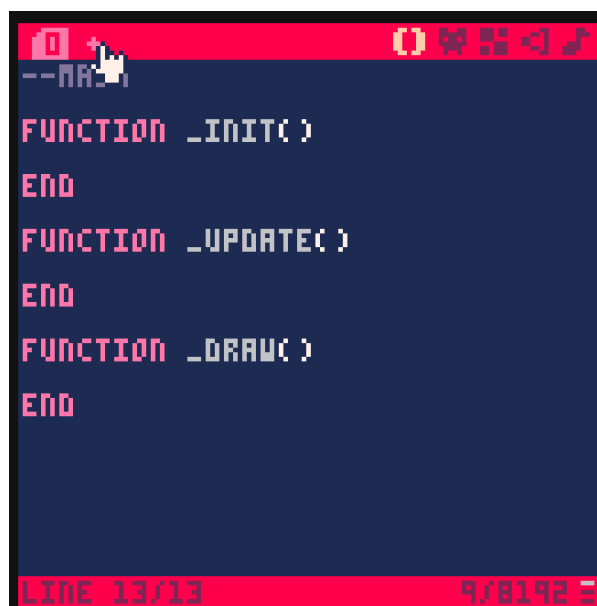 0 +
FUNCTION _INIT()
END
FUNCTION _UPDATE()
END
FUNCTION _DRAW()
END
LINE 13/13 9/8192